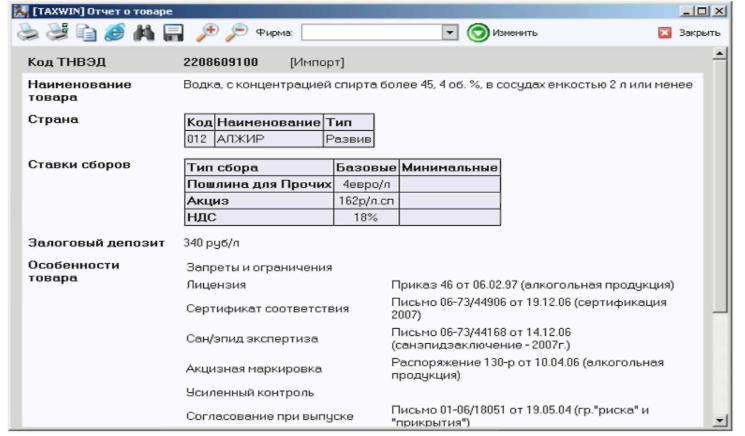 [TAXWIN] Отчет о товаре
Фирма:
Изменить
Закрыть
Код ТНВЭД 2208609100 [Импорт]
Наименование товара Водка, с концентрацией спирта более 45, 4 об. %, в сосудах емкостью 2 л или менее
Страна
Код Наименование Тип
012 АЛЖИР Развив
Ставки сборов
Тип сбора Базовые Минимальные
Пошлина для Прочих 4евро/л
Акциз 162р/л.сп
НДС 18%
Залоговый депозит 340 руб/л
Особенности товара
Запреты и ограничения
Лицензия Приказ 46 от 06.02.97 (алкогольная продукция)
Сертификат соответствия Письмо 06-73/44906 от 19.12.06 (сертификация 2007)
Сан/эпид экспертиза Письмо 06-73/44168 от 14.12.06 (санэпидзаключение - 2007г.)
Акцизная маркировка Распоряжение 130-р от 10.04.06 (алкогольная продукция)
Усиленный контроль
Согласование при выпуске Письмо 01-06/18051 от 19.05.04 (гр."риска" и "прикрытия")